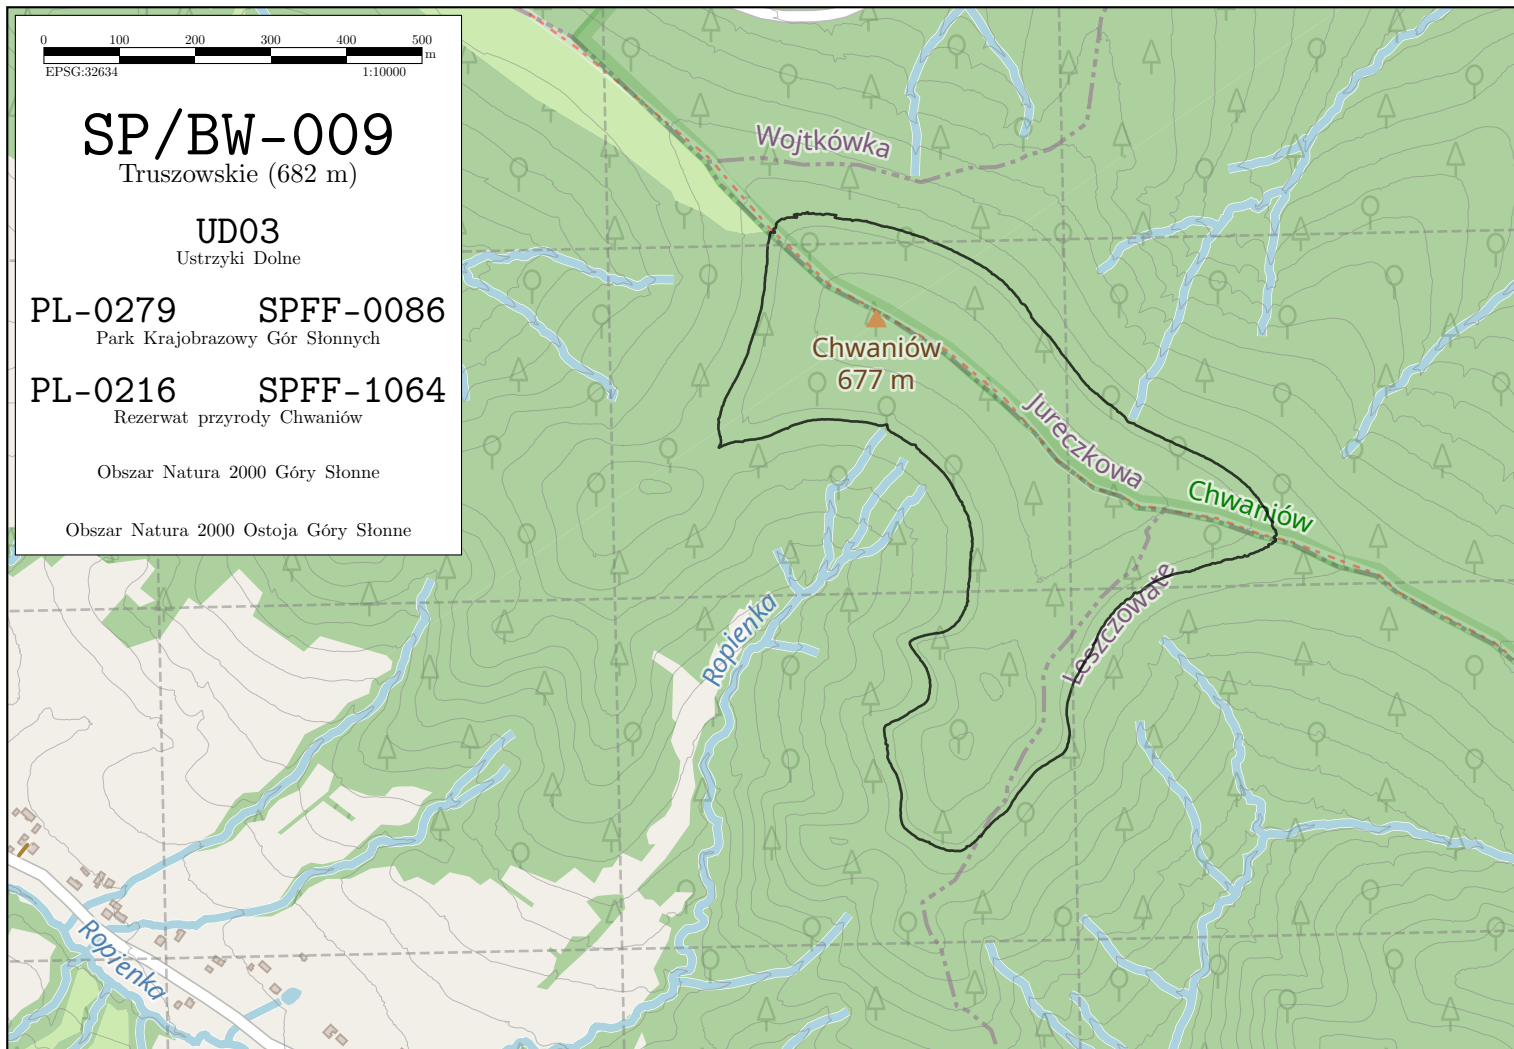 0 100 200 300 400 500
m
EPSG:32634 1:10000
SP/BW-009
Truszowskie (682 m)
UD03
Ustrzyki Dolne
PL-0279 SPFF-0086
Park Krajobrazowy Gór Słonnych
PL-0216 SPFF-1064
Rezerwat przyrody Chwaniów
Obszar Natura 2000 Góry Słonne
Obszar Natura 2000 Ostoja Góry Słonne
Wojtkówka
Chwaniów
677 m
Jureczkowa
Chwaniów
Leszczowate
Ropienka
Ropienka